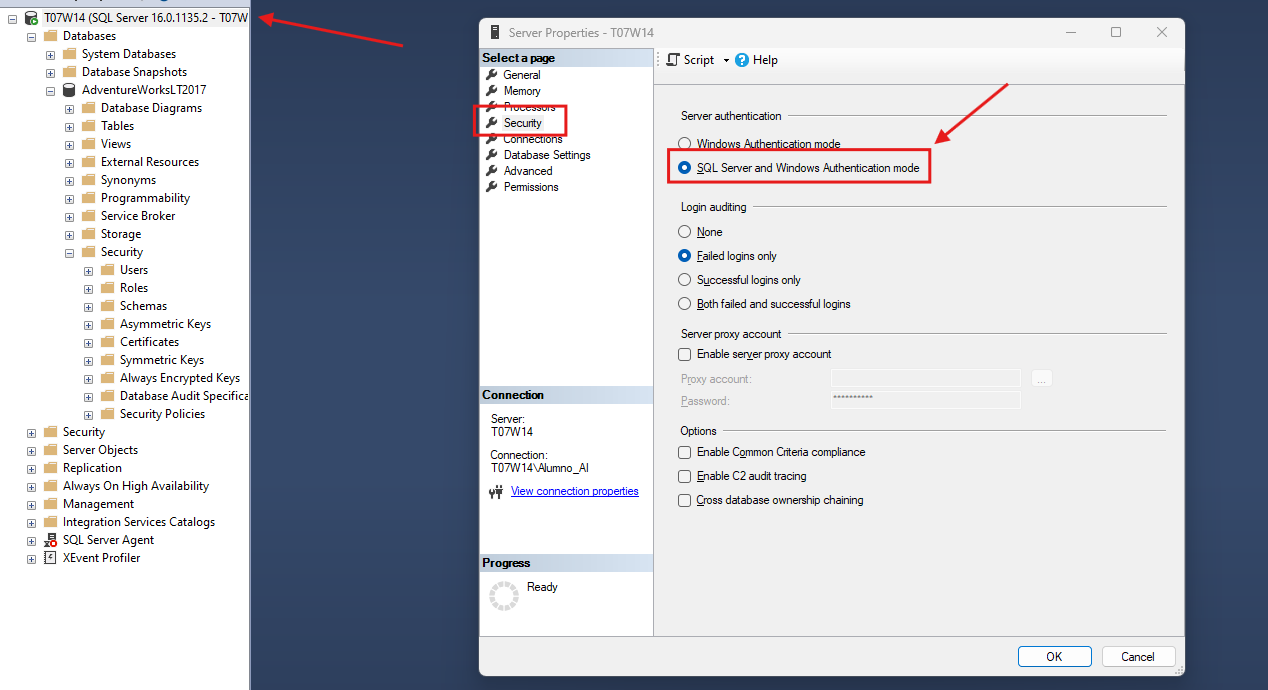 T07W14 (SQL Server 16.0.1135.2 - T07W
Databases
System Databases
Database Snapshots
AdventureWorksLT2017
Database Diagrams
Tables
Views
External Resources
Synonyms
Programmability
Service Broker
Storage
Security
Users
Roles
Schemas
Asymmetric Keys
Certificates
Symmetric Keys
Always Encrypted Keys
Database Audit Specifica
Security Policies
Security
Server Objects
Replication
Always On High Availability
Management
Integration Services Catalogs
SQL Server Agent
XEvent Profiler
Server Properties - T07W14
Select a page
General
Memory
Processors
Security
Connections
Database Settings
Advanced
Permissions
Connection
Server:
T07W14
Connection:
T07W14\Alumno_AI
View connection properties
Progress
Ready
Script Help
Server authentication
Windows Authentication mode
SQL Server and Windows Authentication mode
Login auditing
None
Failed logins only
Successful logins only
Both failed and successful logins
Server proxy account
Enable server proxy account
Proxy account:
...
Password: **********
Options
Enable Common Criteria compliance
Enable C2 audit tracing
Cross database ownership chaining
OK Cancel